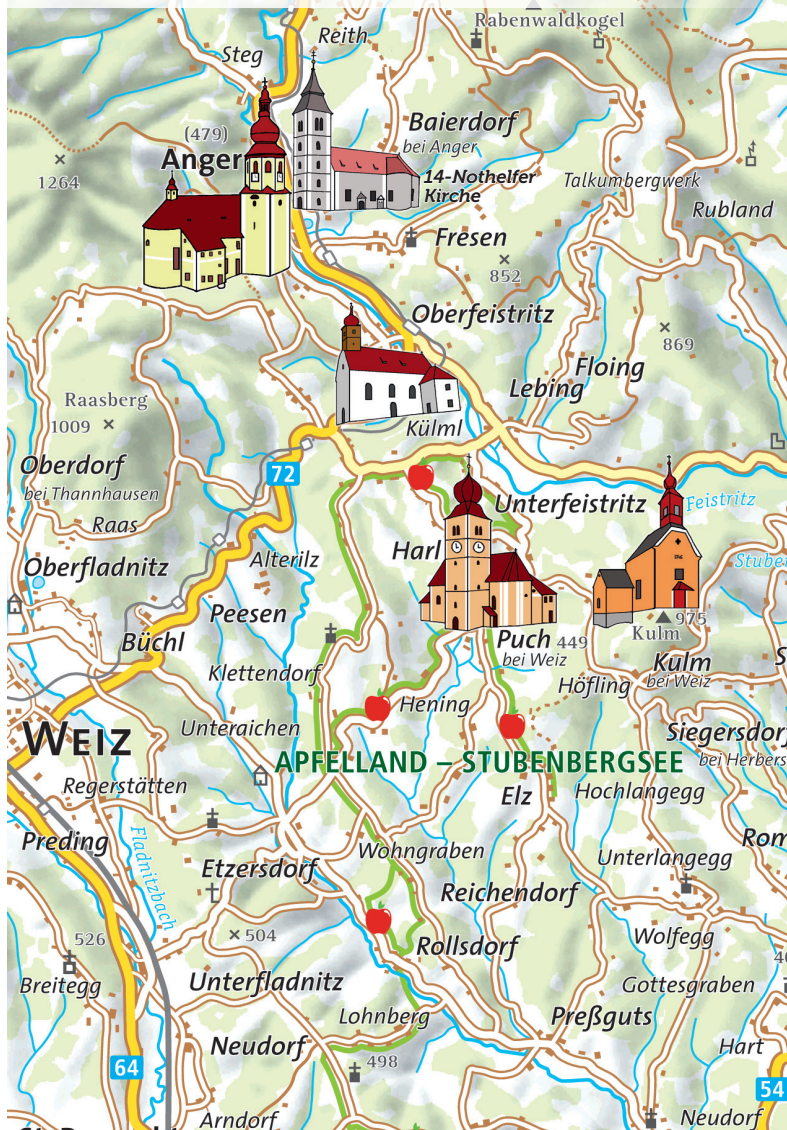 Rabenwaldkogel
Reith
Steg
Baierdorf
bei Anger
(479)
Anger
14-Nothelfer
Kirche
1264
Talkumbergwerk
Rubland
Fresen
852
Oberfeistritz
869
Floing
Lebing
Raasberg
1009
Külml
Oberdorf
bei Thannhausen
72
Raas
Unterfeistritz
Feistritz
Harl
Alterilz
Oberfladnitz
Peesen
Büchl
975
Kulm
Puch 449
bei Weiz
Kulm
bei Weiz
Klettendorf
Höfling
Hening
Unteraichen
WEIZ
Siegersdorf
bei Herbers
APFELLAND – STUBENBERGSEE
Regerstätten
Elz
Hochlangegg
Preding
Fladnitzbach
Wohngraben
Unterlangegg
Etzersdorf
Reichendorf
504
526
Rollsdorf
Wolfegg
Breitegg
Unterfladnitz
Gottesgraben
Lohnberg
Preßguts
Neudorf
Hart
498
64
54
Arndorf
Neudorf